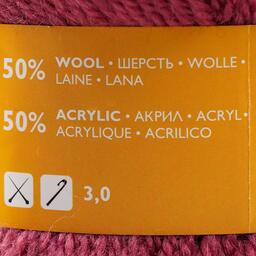 50% WOOL • ШЕРСТЬ • WOLLE •
LAINE • LANA
50% ACRYLIC • АКРИЛ • ACRYL •
ACRYLIQUE • ACRILICO
3,0